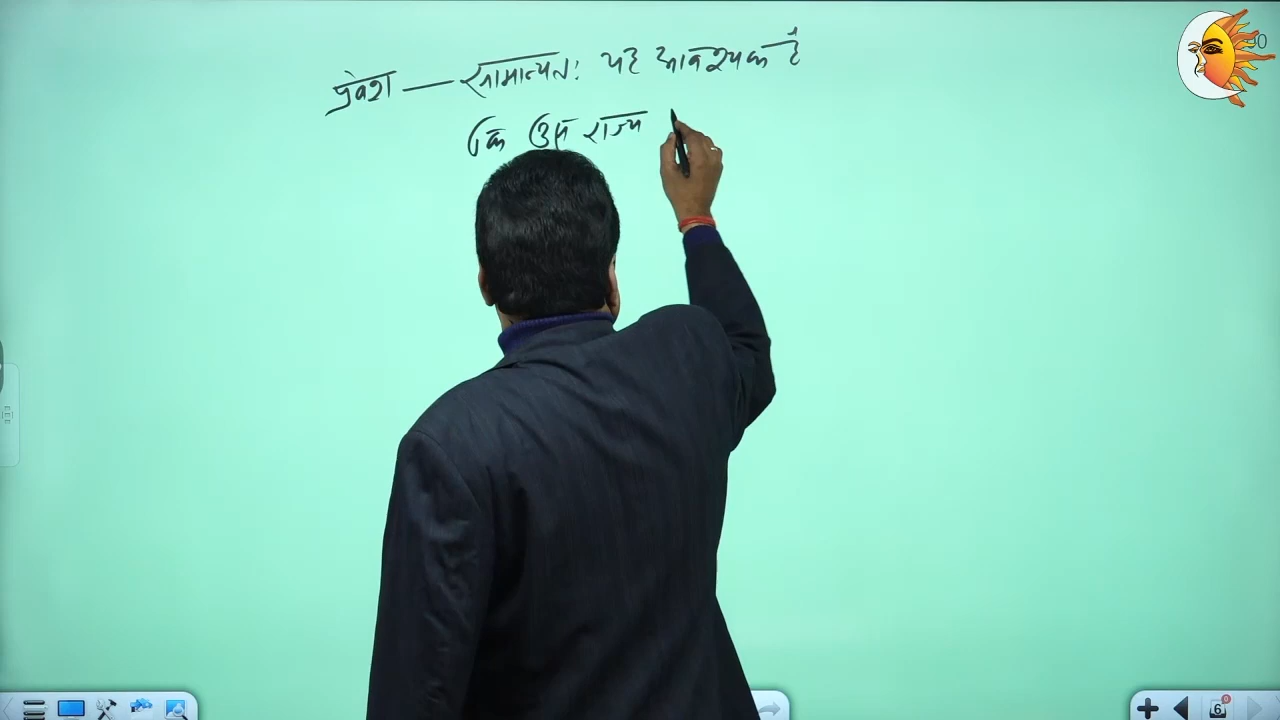 प्रवेश — सामान्यतः यह आवश्यक है
कि उस राज्य